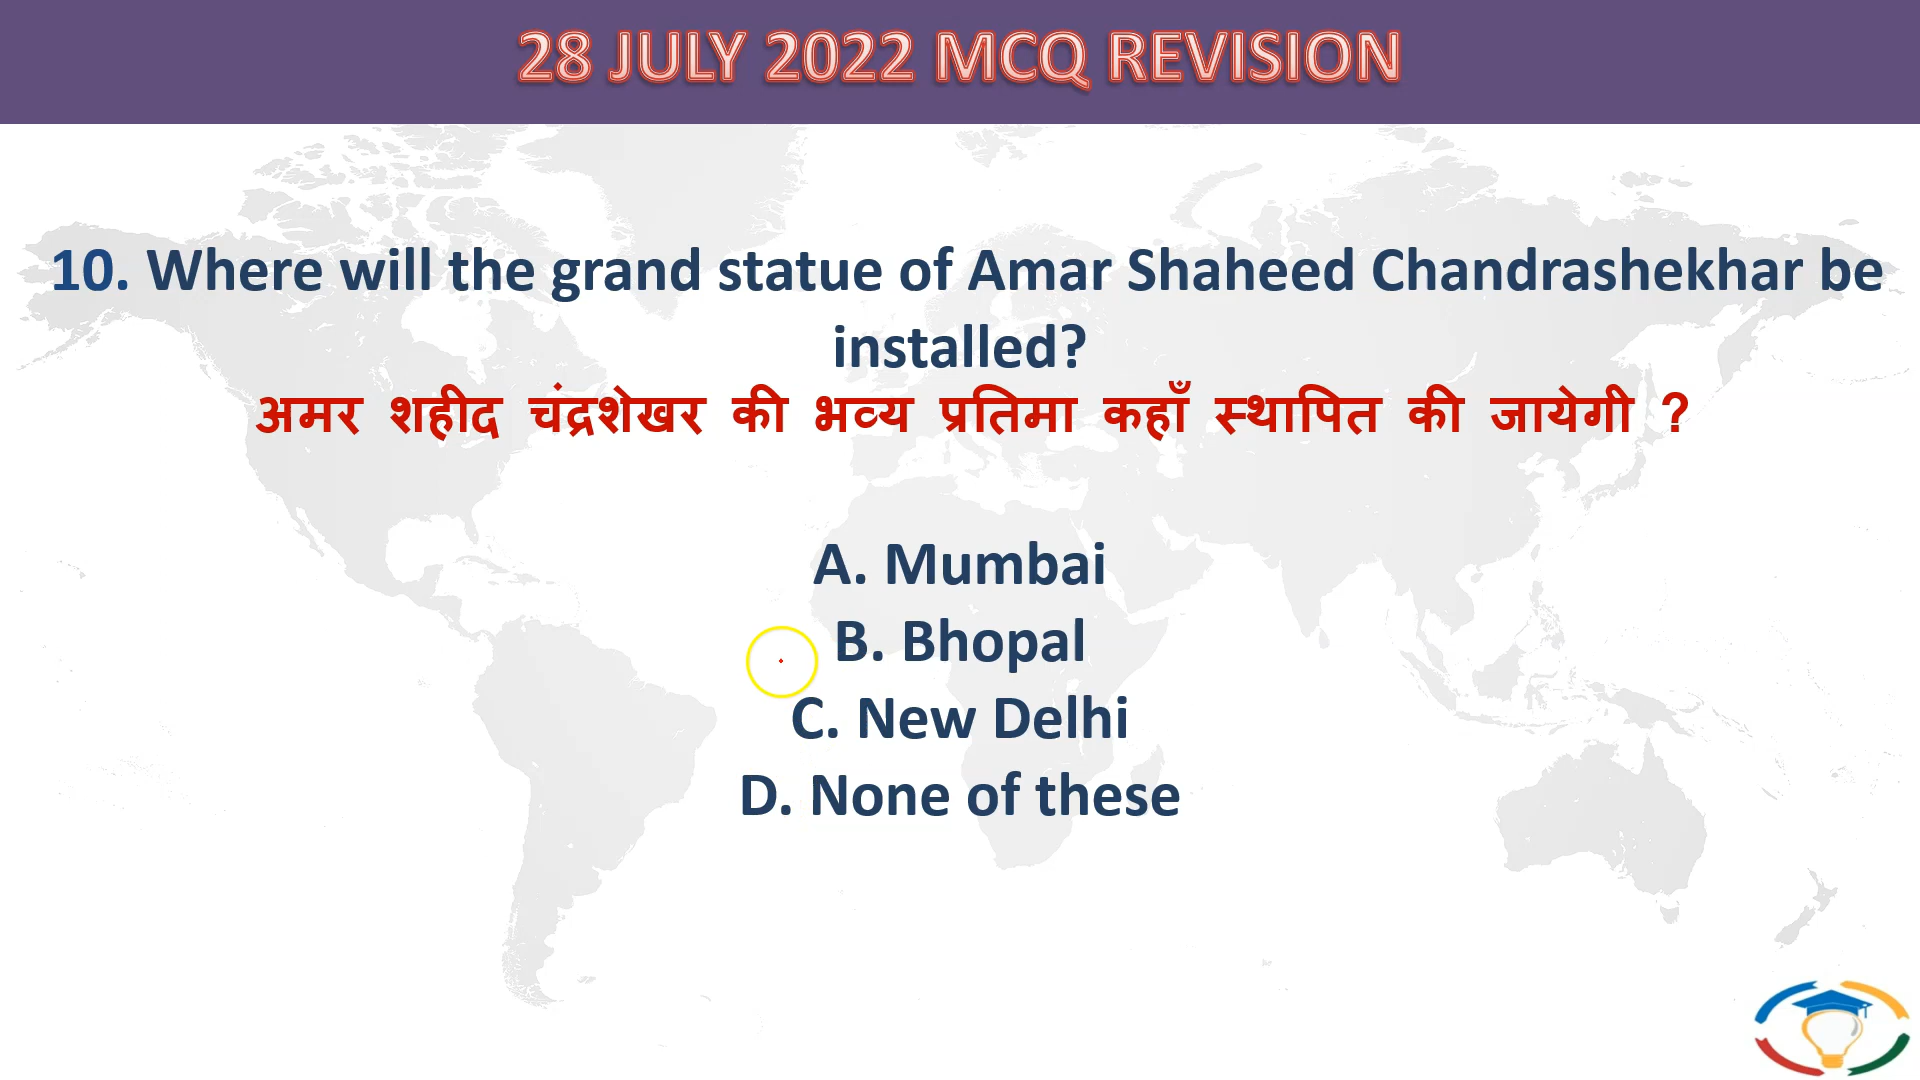 28 JULY 2022 MCQ REVISION
10. Where will the grand statue of Amar Shaheed Chandrashekhar be
installed?
अमर शहीद चंद्रशेखर की भव्य प्रतिमा कहाँ स्थापित की जायेगी ?
A. Mumbai
B. Bhopal
C. New Delhi
D. None of these